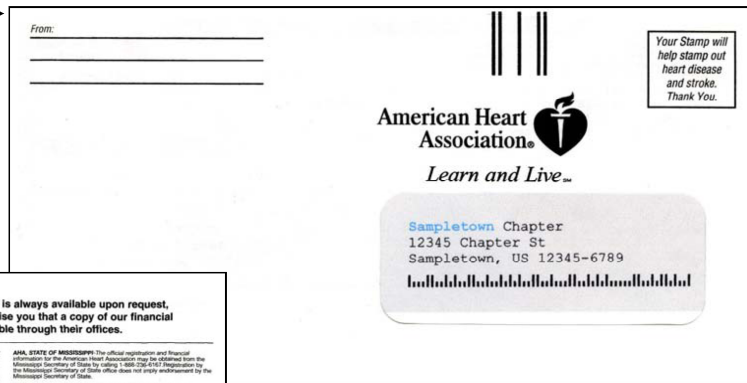 From:
Your Stamp will
help stamp out
heart disease
and stroke.
Thank You.
American Heart
Association®
Learn and Live℠
Sampletown Chapter
12345 Chapter St
Sampletown, US 12345-6789
is always available upon request,
ise you that a copy of our financial
ble through their offices.
AHA, STATE OF MISSISSIPPI-The official registration and financial
information for the American Heart Association may be obtained from the
Mississippi Secretary of State by calling 1-888-236-6167.Registration by
the Mississippi Secretary of State office does not imply endorsement by the
Mississippi Secretary of State.